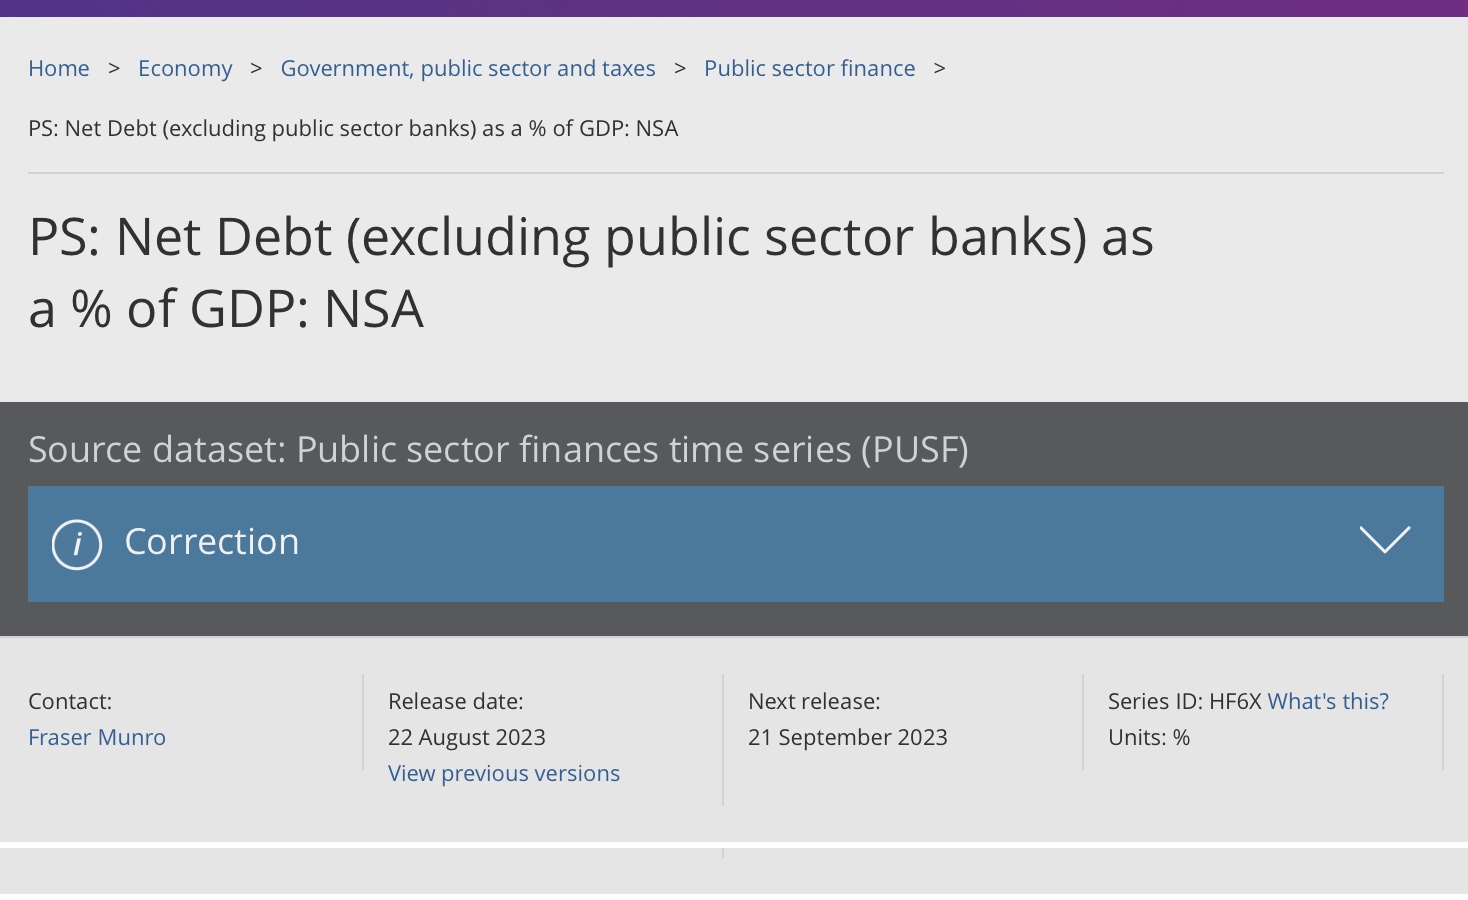 Home > Economy > Government, public sector and taxes > Public sector finance >
PS: Net Debt (excluding public sector banks) as a % of GDP: NSA
PS: Net Debt (excluding public sector banks) as
a % of GDP: NSA
Source dataset: Public sector finances time series (PUSF)
i Correction
Contact:
Fraser Munro
Release date:
22 August 2023
View previous versions
Next release:
21 September 2023
Series ID: HF6X What's this?
Units: %